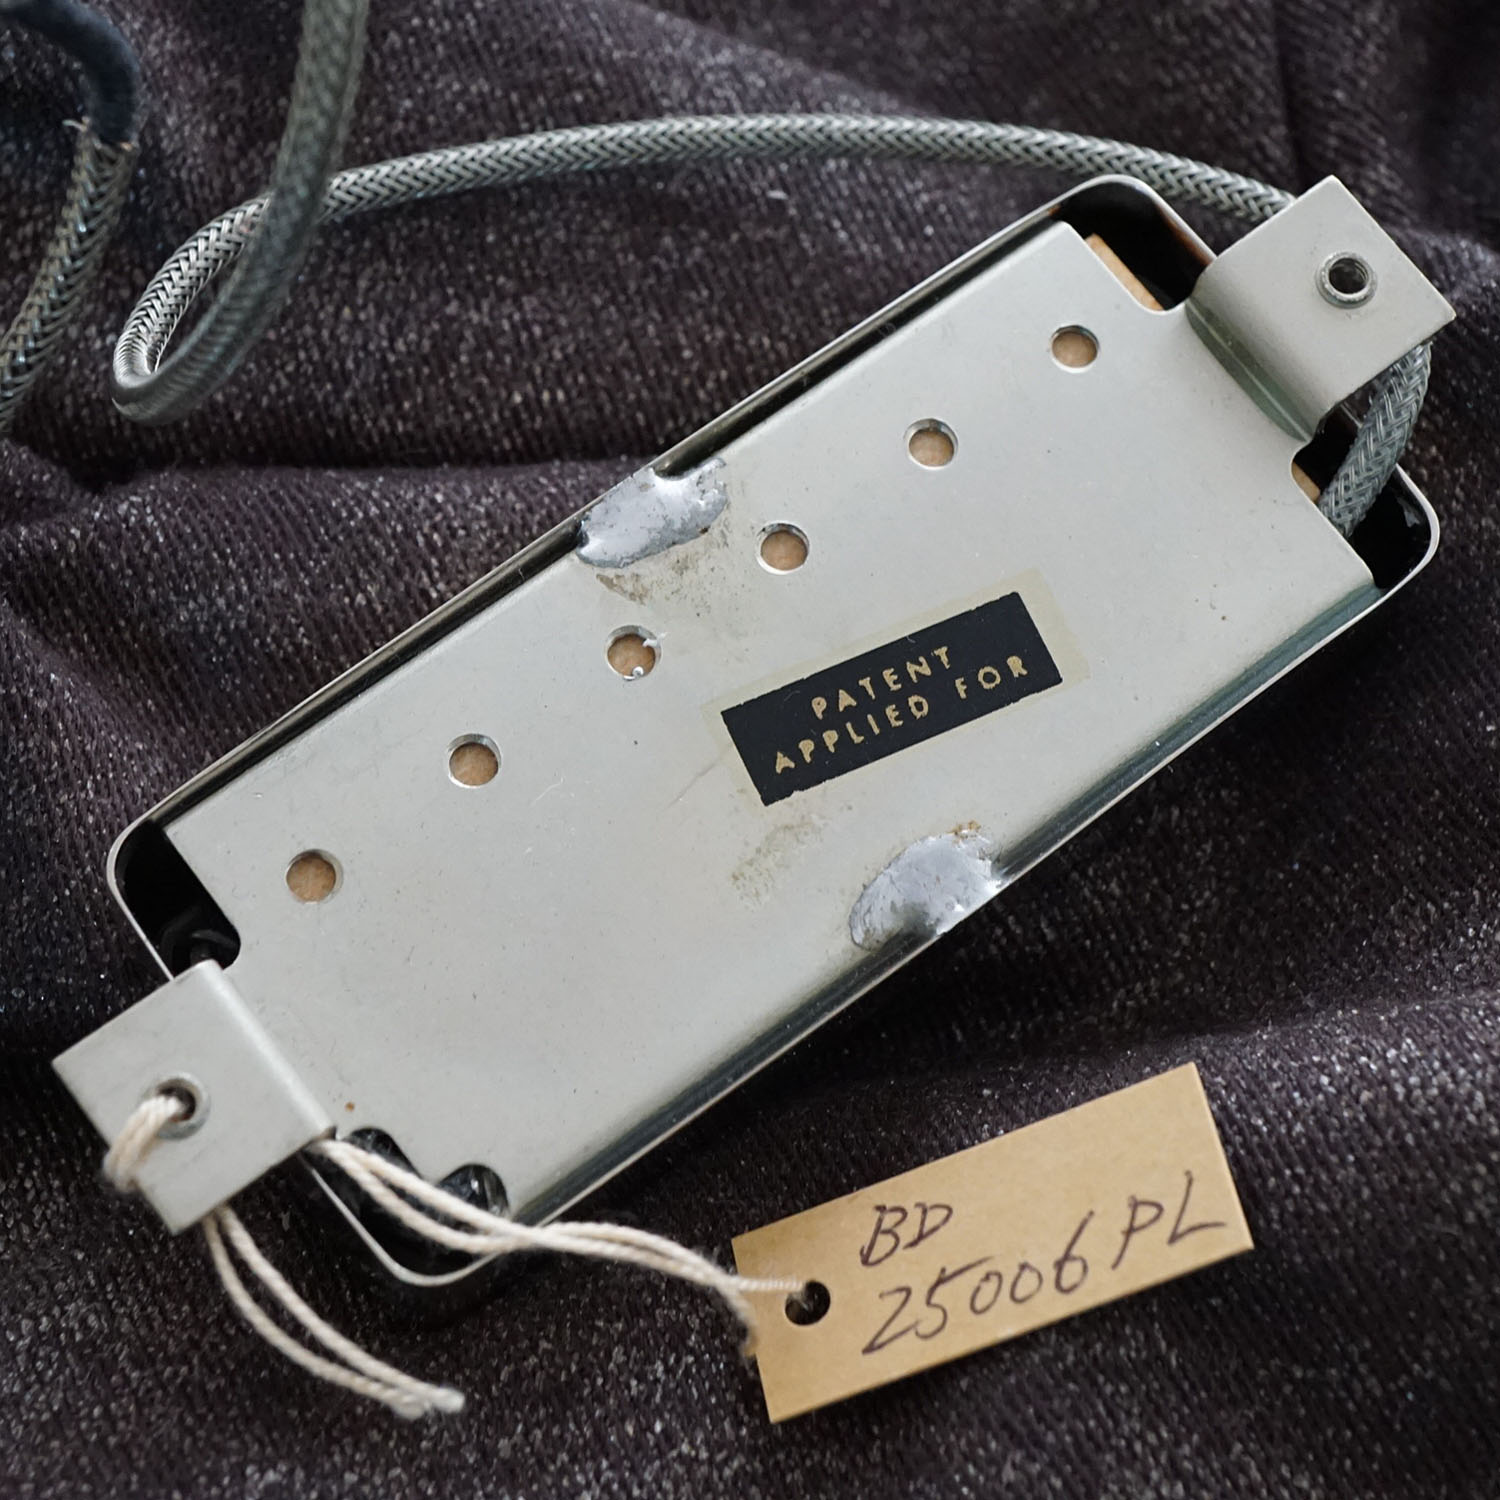 PATENT
APPLIED FOR
BD
25006PL